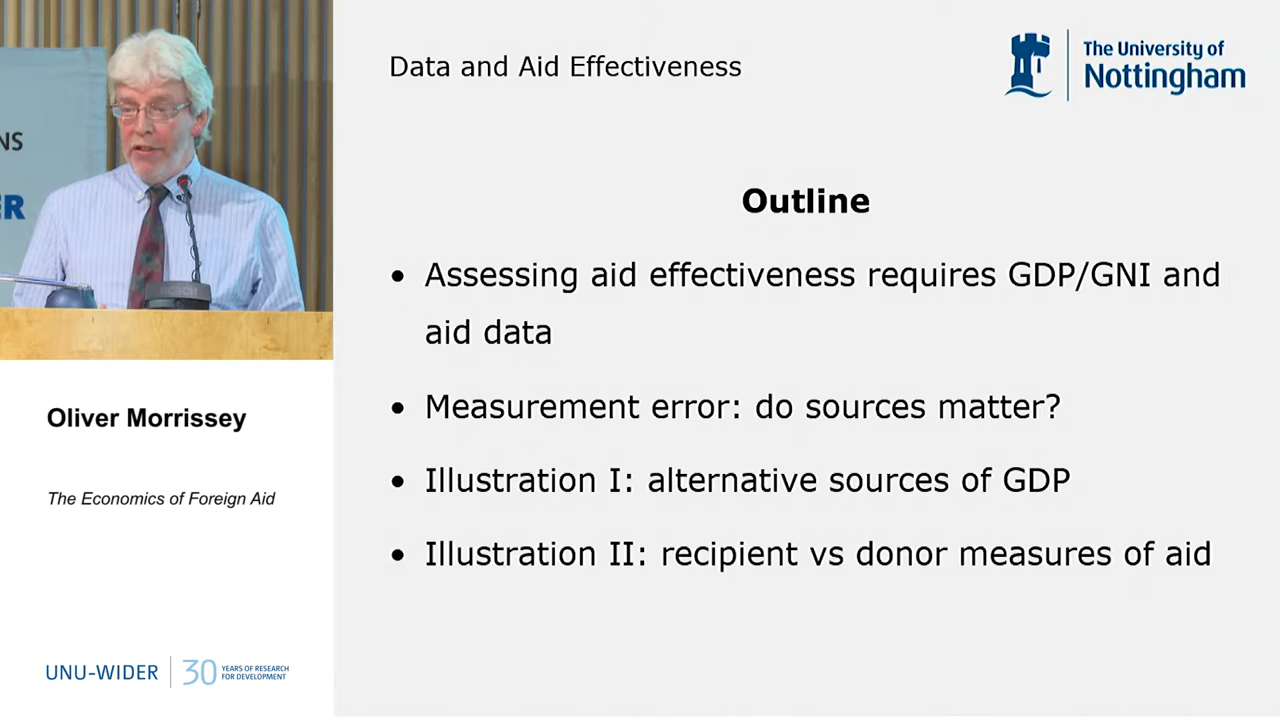 NS
ER
Data and Aid Effectiveness
The University of
Nottingham
Outline
• Assessing aid effectiveness requires GDP/GNI and
aid data
• Measurement error: do sources matter?
• Illustration I: alternative sources of GDP
• Illustration II: recipient vs donor measures of aid
Oliver Morrissey
The Economics of Foreign Aid
UNU-WIDER
30
YEARS OF RESEARCH
FOR DEVELOPMENT